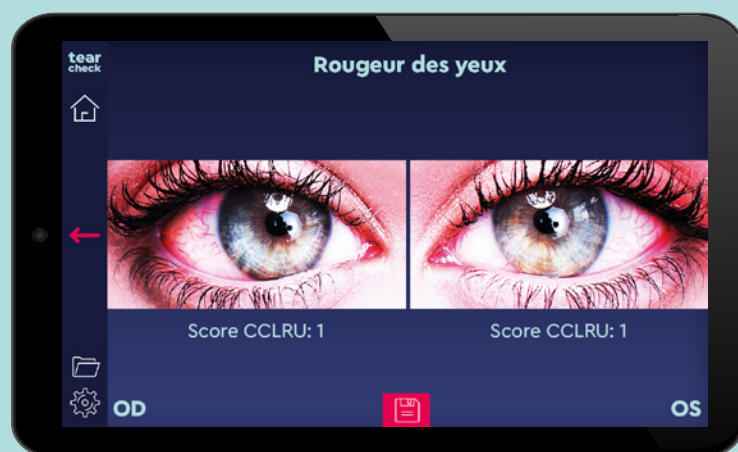 tear
check
Rougeur des yeux
Score CCLRU: 1
Score CCLRU: 1
OD
OS